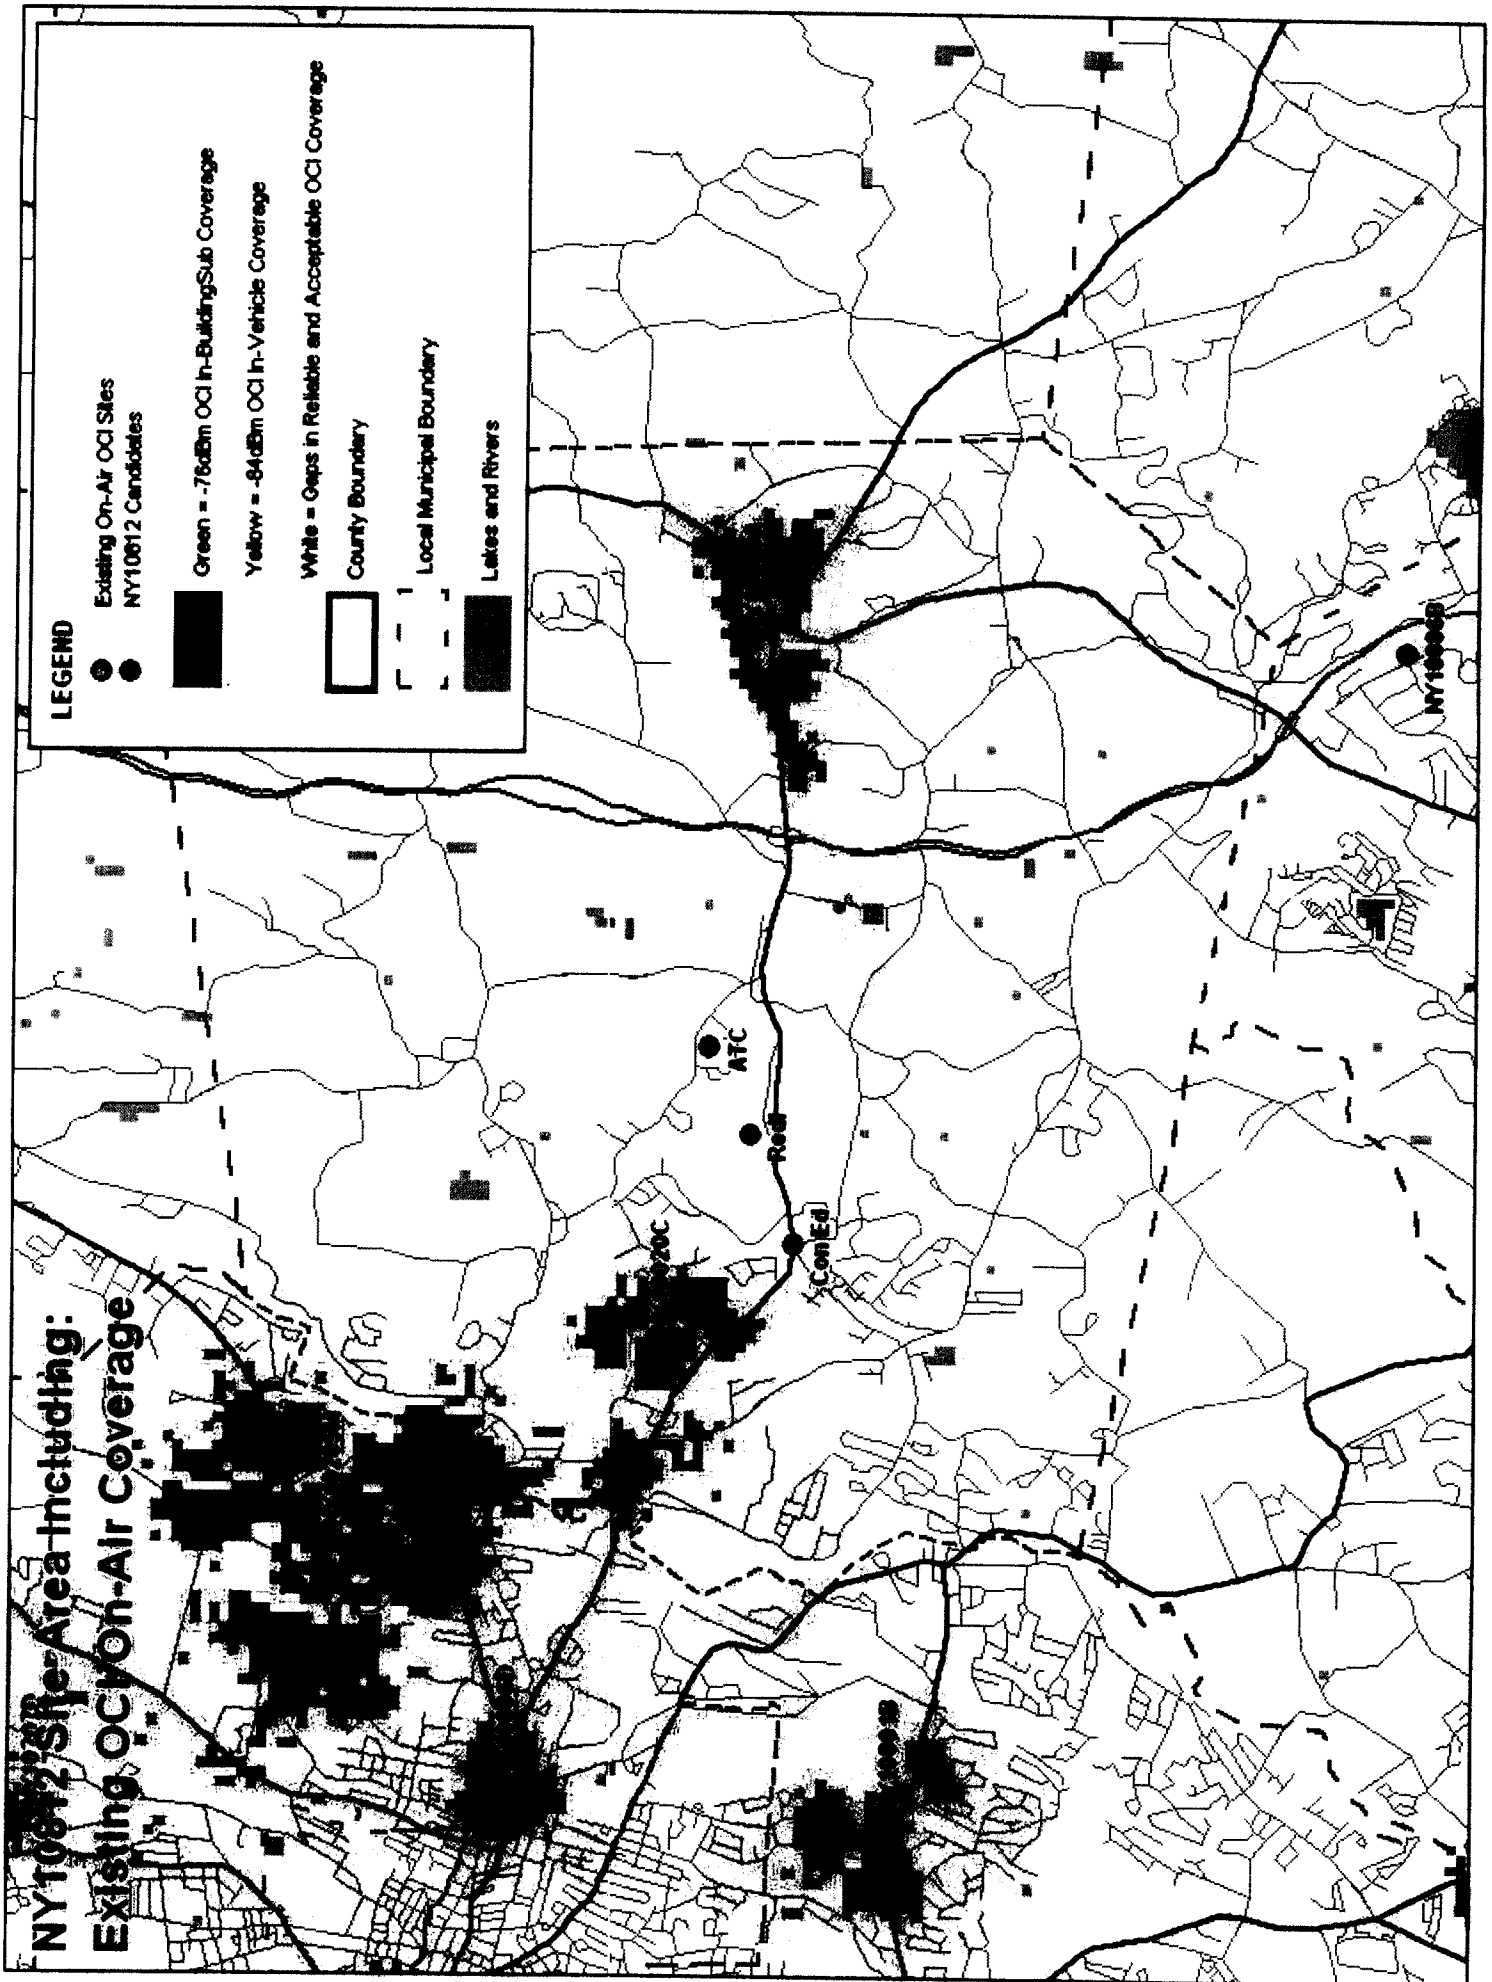 NY10612 Site Area Including:
Existing OCI On-Air Coverage
LEGEND
Existing On-Air OCI Sites
NY10612 Candidates
Green = -76dBm OCI In-BuildingSub Coverage
Yellow = -84dBm OCI In-Vehicle Coverage
White = Gaps in Reliable and Acceptable OCI Coverage
County Boundary
Local Municipal Boundary
Lakes and Rivers
ATC
Redl
ConEd
020C